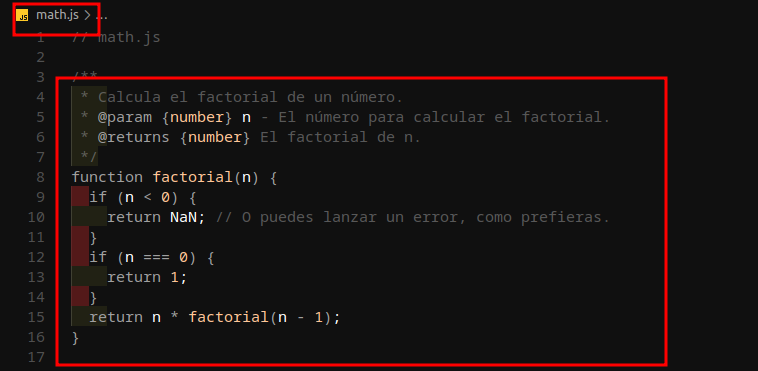 JS math.js > ...
1 // math.js
2
3 /**
4  * Calcula el factorial de un número.
5  * @param {number} n - El número para calcular el factorial.
6  * @returns {number} El factorial de n.
7  */
8 function factorial(n) {
9   if (n < 0) {
10     return NaN; // O puedes lanzar un error, como prefieras.
11   }
12   if (n === 0) {
13     return 1;
14   }
15   return n * factorial(n - 1);
16 }
17